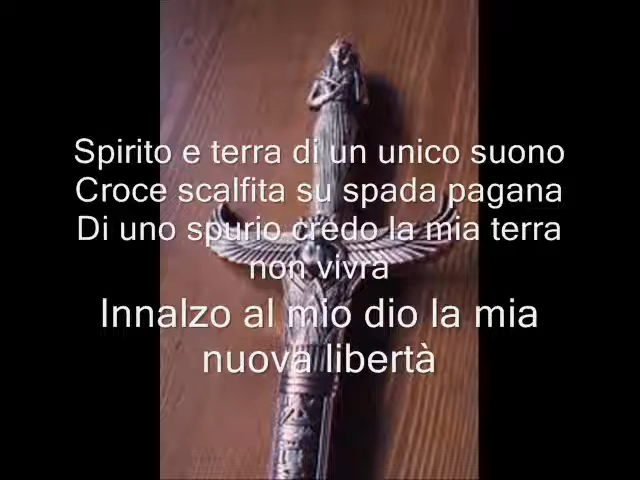 Spirito e terra di un unico suono
Croce scalfita su spada pagana
Di uno spurio credo la mia terra
non vivrà
Innalzo al mio dio la mia
nuova libertà